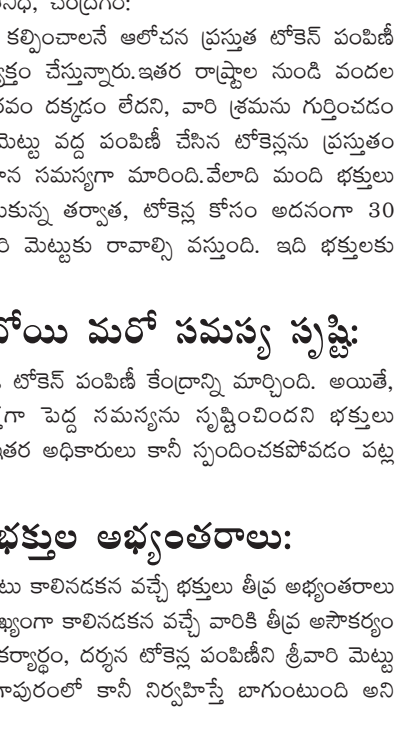 చంద్రగిరి:
కల్పించాలనే ఆలోచన ప్రస్తుత టోకెన్ పంపిణీ
వ్యక్తం చేస్తున్నారు.ఇతర రాష్ట్రాల నుండి వందల
దక్కడం లేదని, వారి శ్రమను గుర్తించడం
మెట్టు వద్ద పంపిణీ చేసిన టోకెన్లను ప్రస్తుతం
సమస్యగా మారింది.వేలాది మంది భక్తులు
తర్వాత, టోకెన్ల కోసం అదనంగా 30
మెట్టుకు రావాల్సి వస్తుంది. ఇది భక్తులకు
పోయి మరో సమస్య సృష్టి:
టోకెన్ పంపిణీ కేంద్రాన్ని మార్చింది. అయితే,
పెద్ద సమస్యను సృష్టించిందని భక్తులు
ఇతర అధికారులు కానీ స్పందించకపోవడం పట్ల
భక్తుల అభ్యంతరాలు:
కాలినడకన వచ్చే భక్తులు తీవ్ర అభ్యంతరాలు
కాలినడకన వచ్చే వారికి తీవ్ర అసౌకర్యం
దర్శన టోకెన్ల పంపిణీని శ్రీవారి మెట్టు
కానీ నిర్వహిస్తే బాగుంటుంది అని